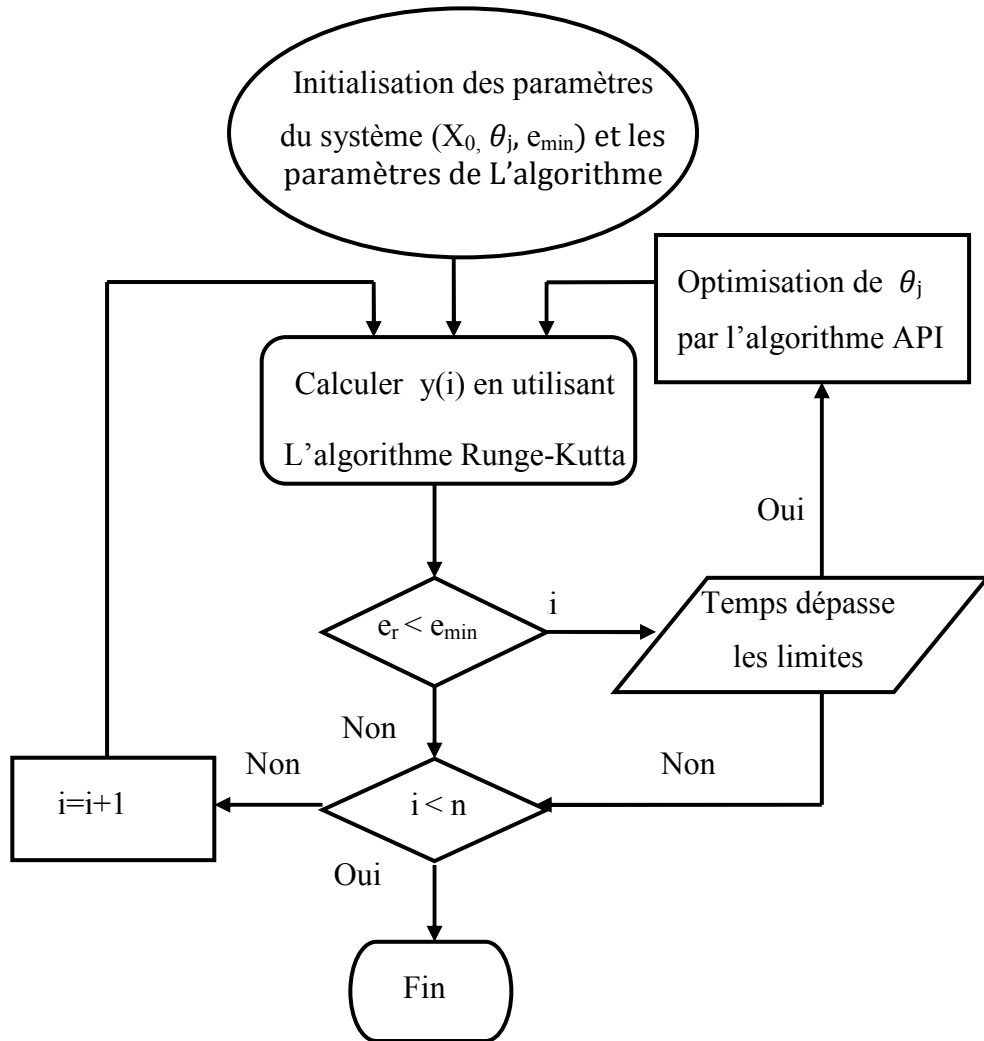 Initialisation des paramètres
du système (X₀, θⱼ, eₘᵢₙ) et les
paramètres de L'algorithme
Optimisation de θⱼ
par l'algorithme API
Calculer y(i) en utilisant
L'algorithme Runge-Kutta
Oui
eᵣ < eₘᵢₙ
i
Temps dépasse
les limites
Non
Non
Non
i=i+1
i < n
Oui
Fin